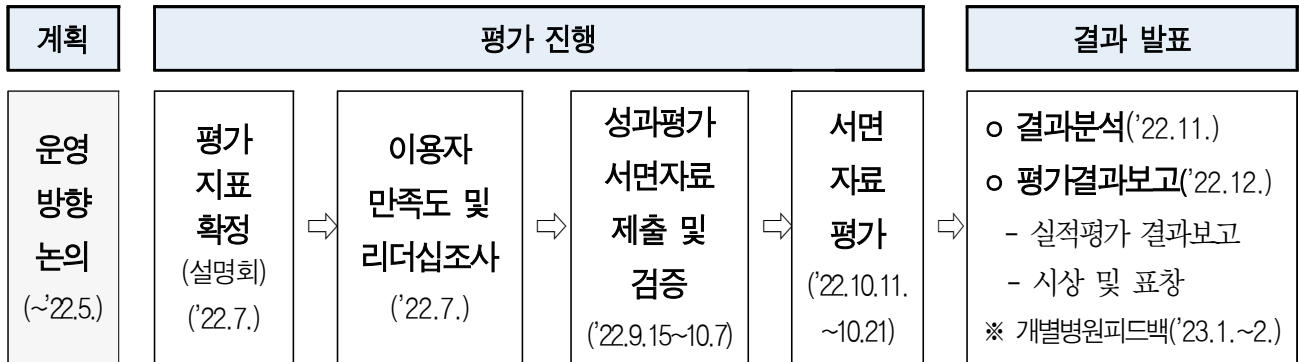 계획
평가 진행
결과 발표
운영
방향
논의
(~'22.5.)
평가
지표
확정
(설명회)
('22.7.)
⇨
이용자
만족도 및
리더십조사
('22.7.)
⇨
성과평가
서면자료
제출 및
검증
('22.9.15~10.7)
⇨
서면
자료
평가
('22.10.11.
~10.21)
⇨
o 결과분석('22.11.)
o 평가결과보고('22.12.)
- 실적평가 결과보고
- 시상 및 표창
※ 개별병원피드백('23.1.~2.)